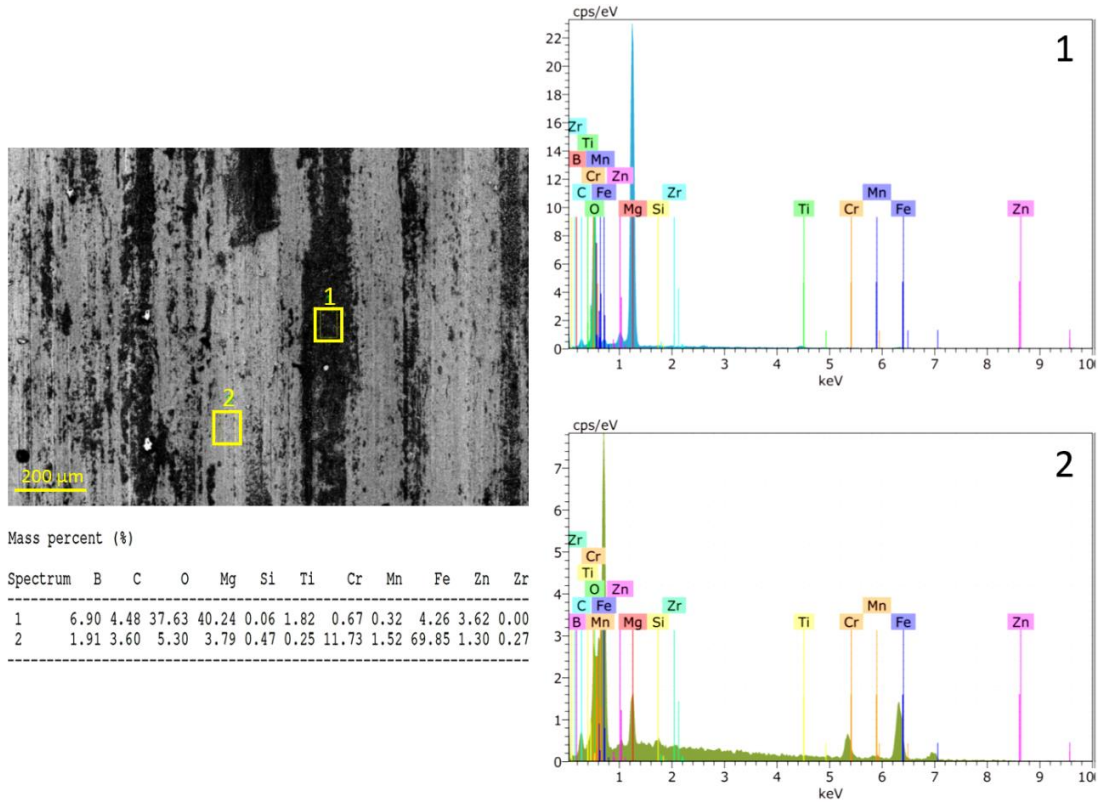 1
2
200 µm
Mass percent (%)
Spectrum B C O Mg Si Ti Cr Mn Fe Zn Zr
1 6.90 4.48 37.63 40.24 0.06 1.82 0.67 0.32 4.26 3.62 0.00
2 1.91 3.60 5.30 3.79 0.47 0.25 11.73 1.52 69.85 1.30 0.27
cps/eV
1
22
20
18
16
14
12
10
8
6
4
2
0
Zr
Ti
B Mn
Cr Zn
C Fe Zr Mn
O Mg Si Ti Cr Fe Zn
1 2 3 4 5 6 7 8 9 10
keV
cps/eV
2
7
6
5
4
3
2
1
0
Zr
Cr
Ti
O Zn
C Fe Zr Mn
B Mn Mg Si Ti Cr Fe Zn
1 2 3 4 5 6 7 8 9 10
keV